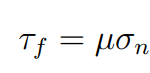 τ_f = μσ_n